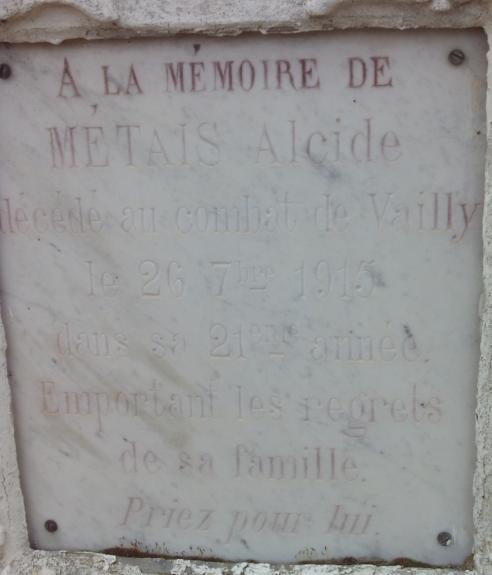 A LA MÉMOIRE DE
MÉTAIS Alcide
décédé au combat de Vailly
le 26 7bre 1915
dans sa 21ème année.
Emportant les regrets
de sa famille.
Priez pour lui.